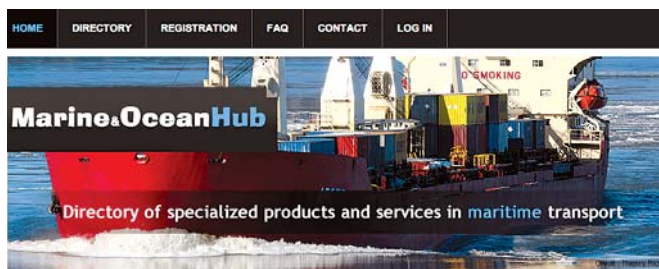 HOME DIRECTORY REGISTRATION FAQ CONTACT LOG IN
NO SMOKING
Marine&OceanHub
Directory of specialized products and services in maritime transport